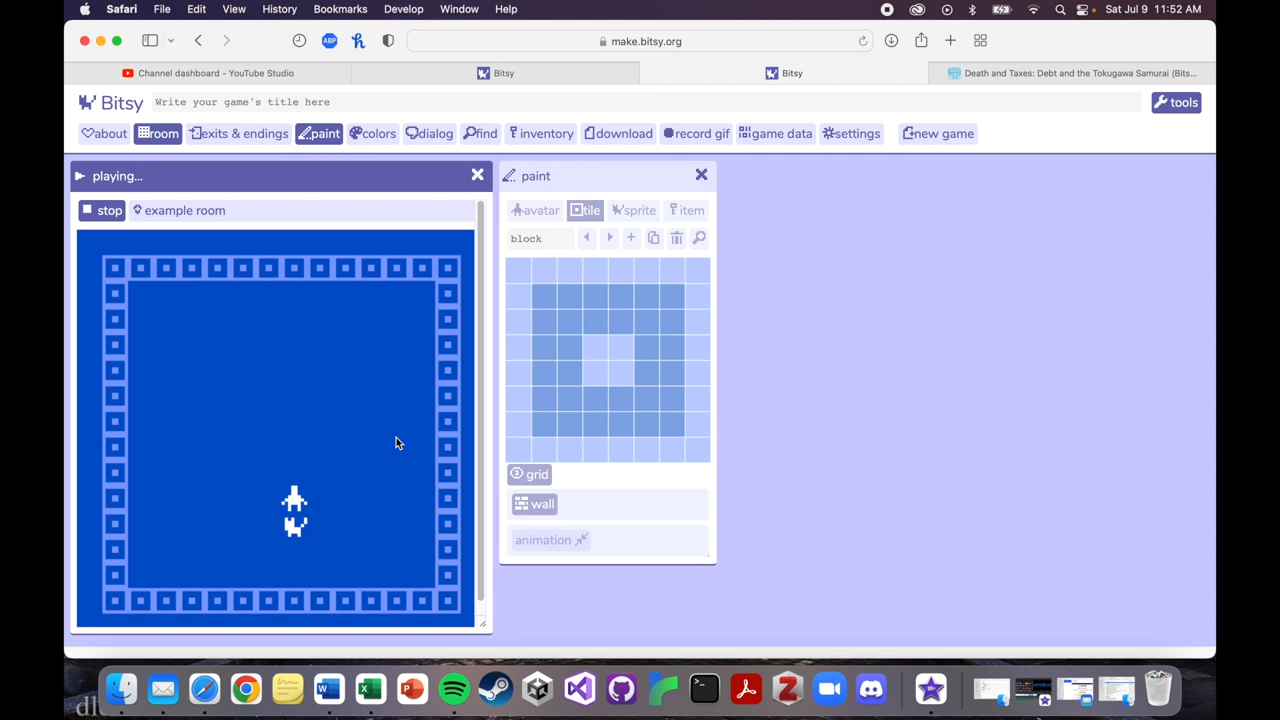 Safari File Edit View History Bookmarks Develop Window Help Sat Jul 9 11:52 AM
ABP make.bitsy.org
Channel dashboard - YouTube Studio Bitsy Bitsy Death and Taxes: Debt and the Tokugawa Samurai (Bits...
Bitsy Write your game's title here tools
about room exits & endings paint colors dialog find inventory download record gif game data settings new game
playing... paint
stop example room avatar tile sprite item
block
grid
wall
animation